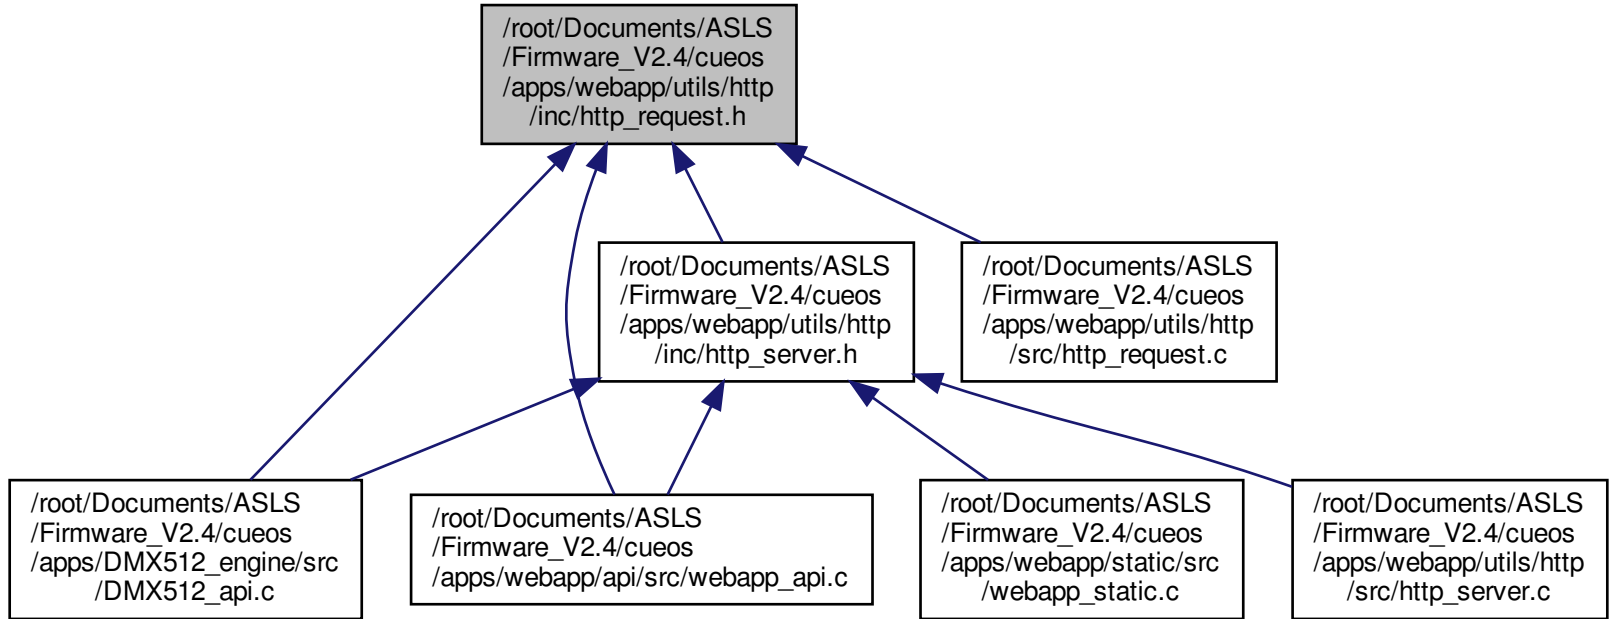 /root/Documents/ASLS
/Firmware_V2.4/cueos
/apps/webapp/utils/http
/inc/http_request.h
/root/Documents/ASLS
/Firmware_V2.4/cueos
/apps/webapp/utils/http
/inc/http_server.h
/root/Documents/ASLS
/Firmware_V2.4/cueos
/apps/webapp/utils/http
/src/http_request.c
/root/Documents/ASLS
/Firmware_V2.4/cueos
/apps/DMX512_engine/src
/DMX512_api.c
/root/Documents/ASLS
/Firmware_V2.4/cueos
/apps/webapp/api/src/webapp_api.c
/root/Documents/ASLS
/Firmware_V2.4/cueos
/apps/webapp/static/src
/webapp_static.c
/root/Documents/ASLS
/Firmware_V2.4/cueos
/apps/webapp/utils/http
/src/http_server.c